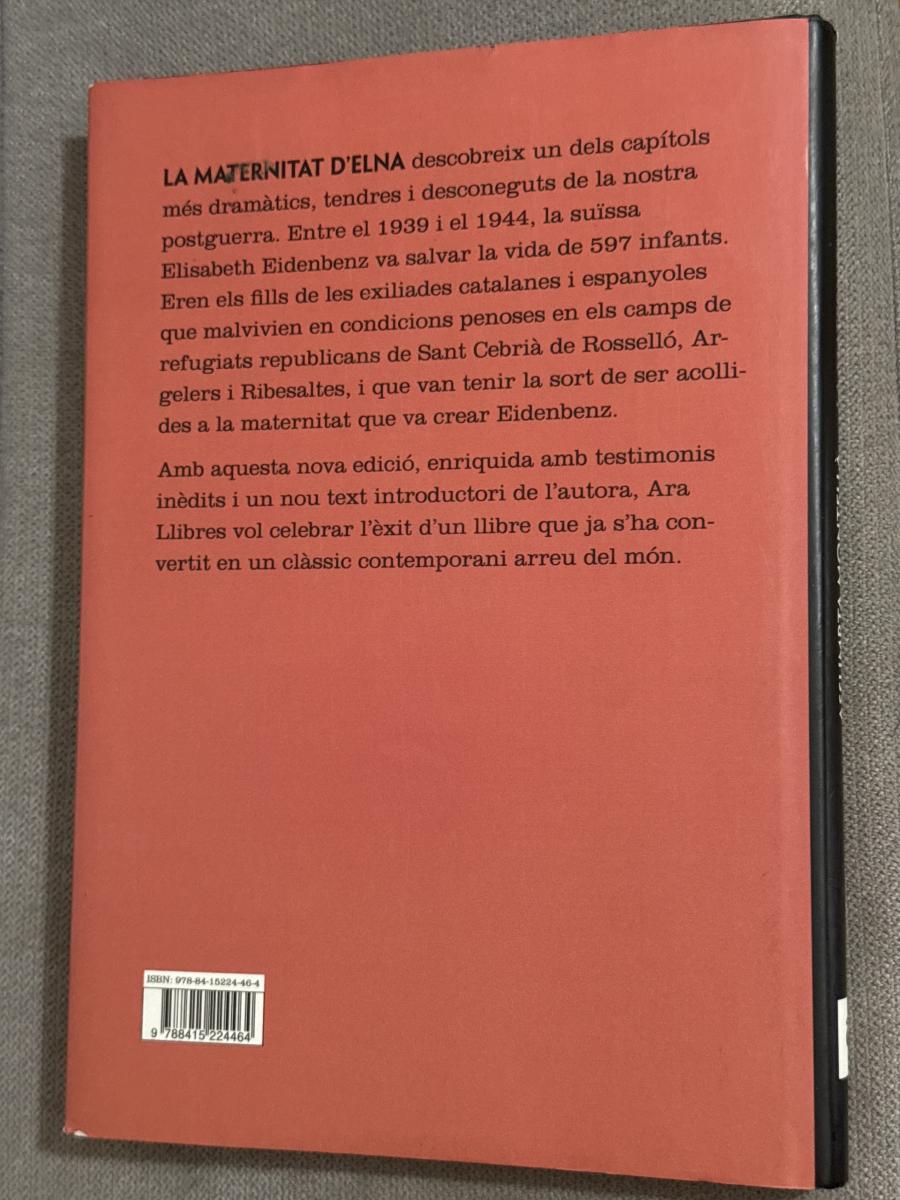 LA MATERNITAT D'ELNA descobreix un dels capítols
més dramàtics, tendres i desconeguts de la nostra
postguerra. Entre el 1939 i el 1944, la suïssa
Elisabeth Eidenbenz va salvar la vida de 597 infants.
Eren els fills de les exiliades catalanes i espanyoles
que malvivien en condicions penoses en els camps de
refugiats republicans de Sant Cebrià de Rosselló, Ar-
gelers i Ribesaltes, i que van tenir la sort de ser acolli-
des a la maternitat que va crear Eidenbenz.
Amb aquesta nova edició, enriquida amb testimonis
inèdits i un nou text introductori de l'autora, Ara
Llibres vol celebrar l'èxit d'un llibre que ja s'ha con-
vertit en un clàssic contemporani arreu del món.
ISBN: 978-84-15224-46-4
9 788415 224464